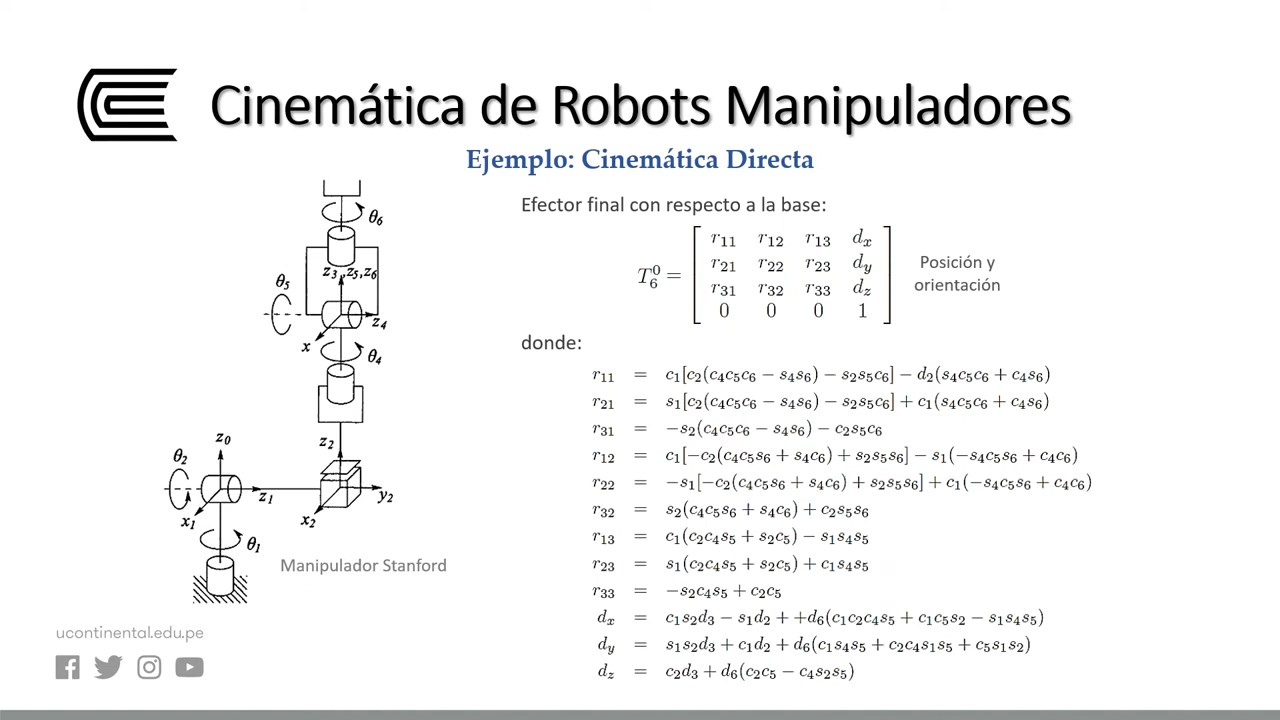 Cinemática de Robots Manipuladores
Ejemplo: Cinemática Directa
Efector final con respecto a la base:
T₆⁰ =
r₁₁ r₁₂ r₁₃ dₓ
r₂₁ r₂₂ r₂₃ d_y
r₃₁ r₃₂ r₃₃ d_z
0 0 0 1
Posición y
orientación
donde:
r₁₁ = c₁[c₂(c₄c₅c₆ − s₄s₆) − s₂s₅c₆] − d₂(s₄c₅c₆ + c₄s₆)
r₂₁ = s₁[c₂(c₄c₅c₆ − s₄s₆) − s₂s₅c₆] + c₁(s₄c₅c₆ + c₄s₆)
r₃₁ = −s₂(c₄c₅c₆ − s₄s₆) − c₂s₅c₆
r₁₂ = c₁[−c₂(c₄c₅s₆ + s₄c₆) + s₂s₅s₆] − s₁(−s₄c₅s₆ + c₄c₆)
r₂₂ = −s₁[−c₂(c₄c₅s₆ + s₄c₆) + s₂s₅s₆] + c₁(−s₄c₅s₆ + c₄c₆)
r₃₂ = s₂(c₄c₅s₆ + s₄c₆) + c₂s₅s₆
r₁₃ = c₁(c₂c₄s₅ + s₂c₅) − s₁s₄s₅
r₂₃ = s₁(c₂c₄s₅ + s₂c₅) + c₁s₄s₅
r₃₃ = −s₂c₄s₅ + c₂c₅
dₓ = c₁s₂d₃ − s₁d₂ + +d₆(c₁c₂c₄s₅ + c₁c₅s₂ − s₁s₄s₅)
d_y = s₁s₂d₃ + c₁d₂ + d₆(c₁s₄s₅ + c₂c₄s₁s₅ + c₅s₁s₂)
d_z = c₂d₃ + d₆(c₂c₅ − c₄s₂s₅)
θ₆
z₃,z₅,z₆
θ₅
z₄
x
θ₄
z₂
z₀
θ₂
z₁
y₂
x₁
x₂
θ₁
Manipulador Stanford
ucontinental.edu.pe